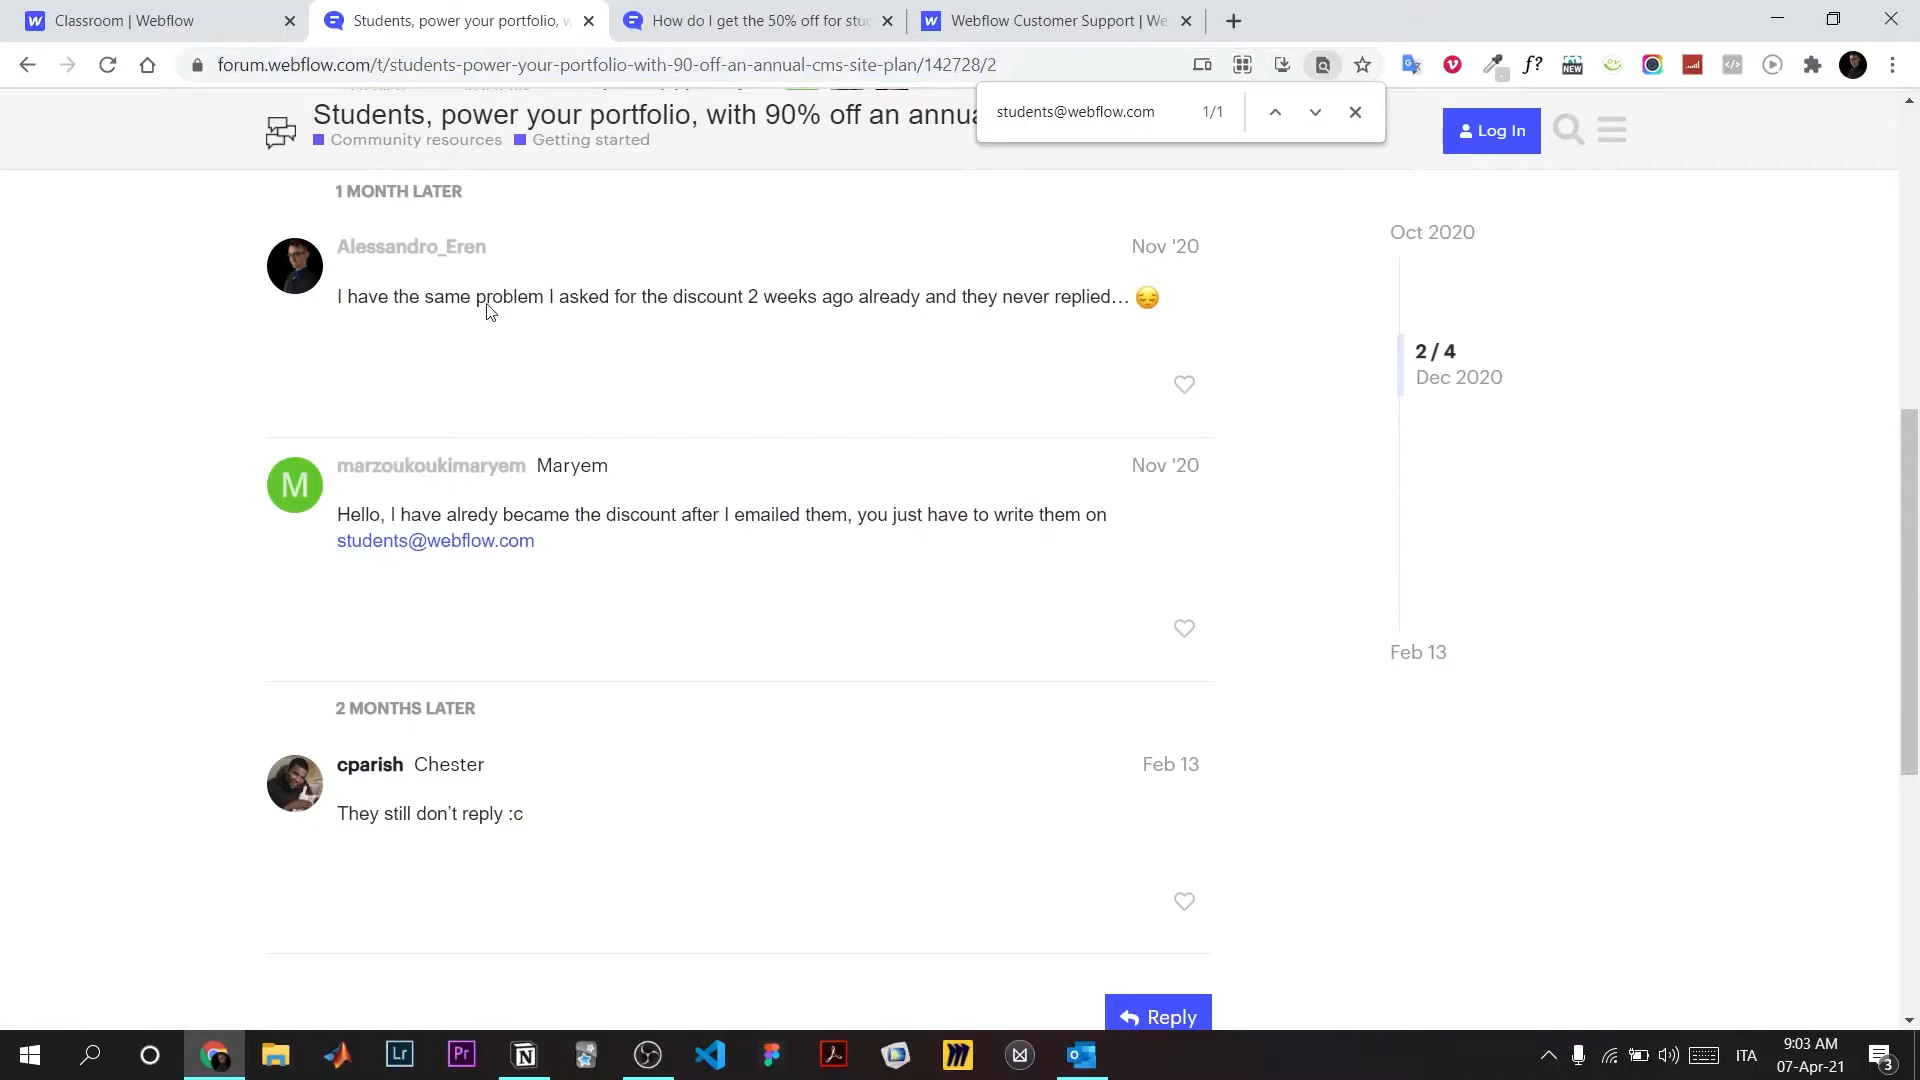 Classroom | Webflow
Students, power your portfolio, w
How do I get the 50% off for stu
Webflow Customer Support | We
forum.webflow.com/t/students-power-your-portfolio-with-90-off-an-annual-cms-site-plan/142728/2
students@webflow.com 1/1
Students, power your portfolio, with 90% off an annua
Community resources Getting started
Log In
1 MONTH LATER
Alessandro_Eren Nov '20
I have the same problem I asked for the discount 2 weeks ago already and they never replied… 😔
marzoukoukimaryem Maryem Nov '20
M
Hello, I have alredy became the discount after I emailed them, you just have to write them on
students@webflow.com
2 MONTHS LATER
cparish Chester Feb 13
They still don’t reply :c
Reply
Oct 2020
2 / 4
Dec 2020
Feb 13
NEW
f?
Lr
Pr
ITA
9:03 AM
07-Apr-21
3